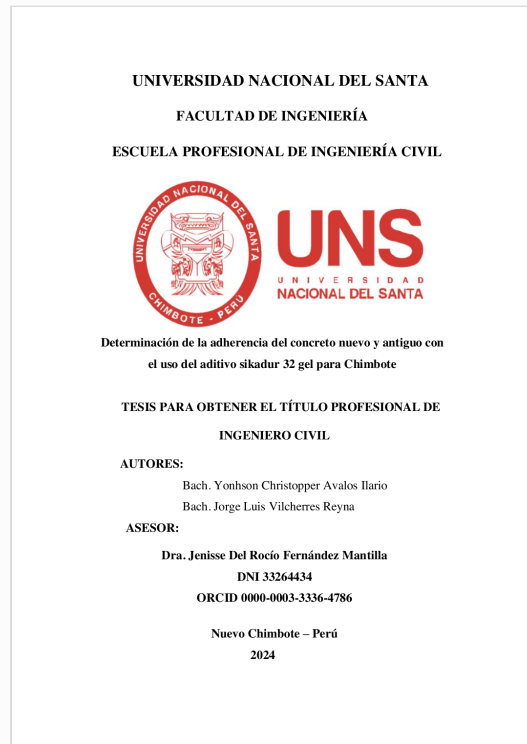 UNIVERSIDAD NACIONAL DEL SANTA
FACULTAD DE INGENIERÍA
ESCUELA PROFESIONAL DE INGENIERÍA CIVIL
UNIVERSIDAD NACIONAL DEL SANTA
CHIMBOTE - PERÚ
UNS
UNIVERSIDAD
NACIONAL DEL SANTA
Determinación de la adherencia del concreto nuevo y antiguo con
el uso del aditivo sikadur 32 gel para Chimbote
TESIS PARA OBTENER EL TÍTULO PROFESIONAL DE
INGENIERO CIVIL
AUTORES:
Bach. Yonhson Christopper Avalos Ilario
Bach. Jorge Luis Vilcherres Reyna
ASESOR:
Dra. Jenisse Del Rocío Fernández Mantilla
DNI 33264434
ORCID 0000-0003-3336-4786
Nuevo Chimbote – Perú
2024